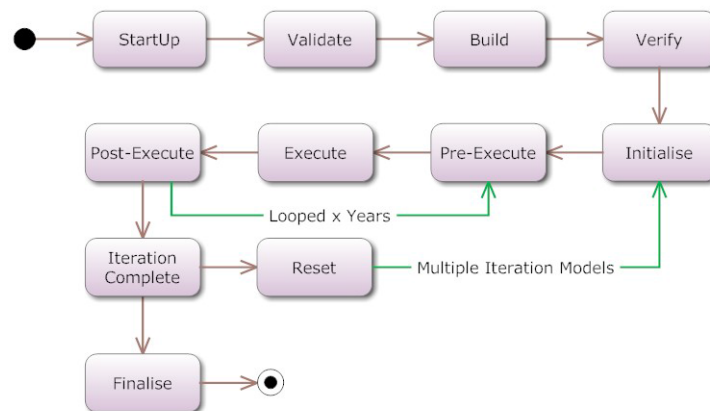 StartUp
Validate
Build
Verify
Post-Execute
Execute
Pre-Execute
Initialise
Looped x Years
Iteration
Complete
Reset
Multiple Iteration Models
Finalise